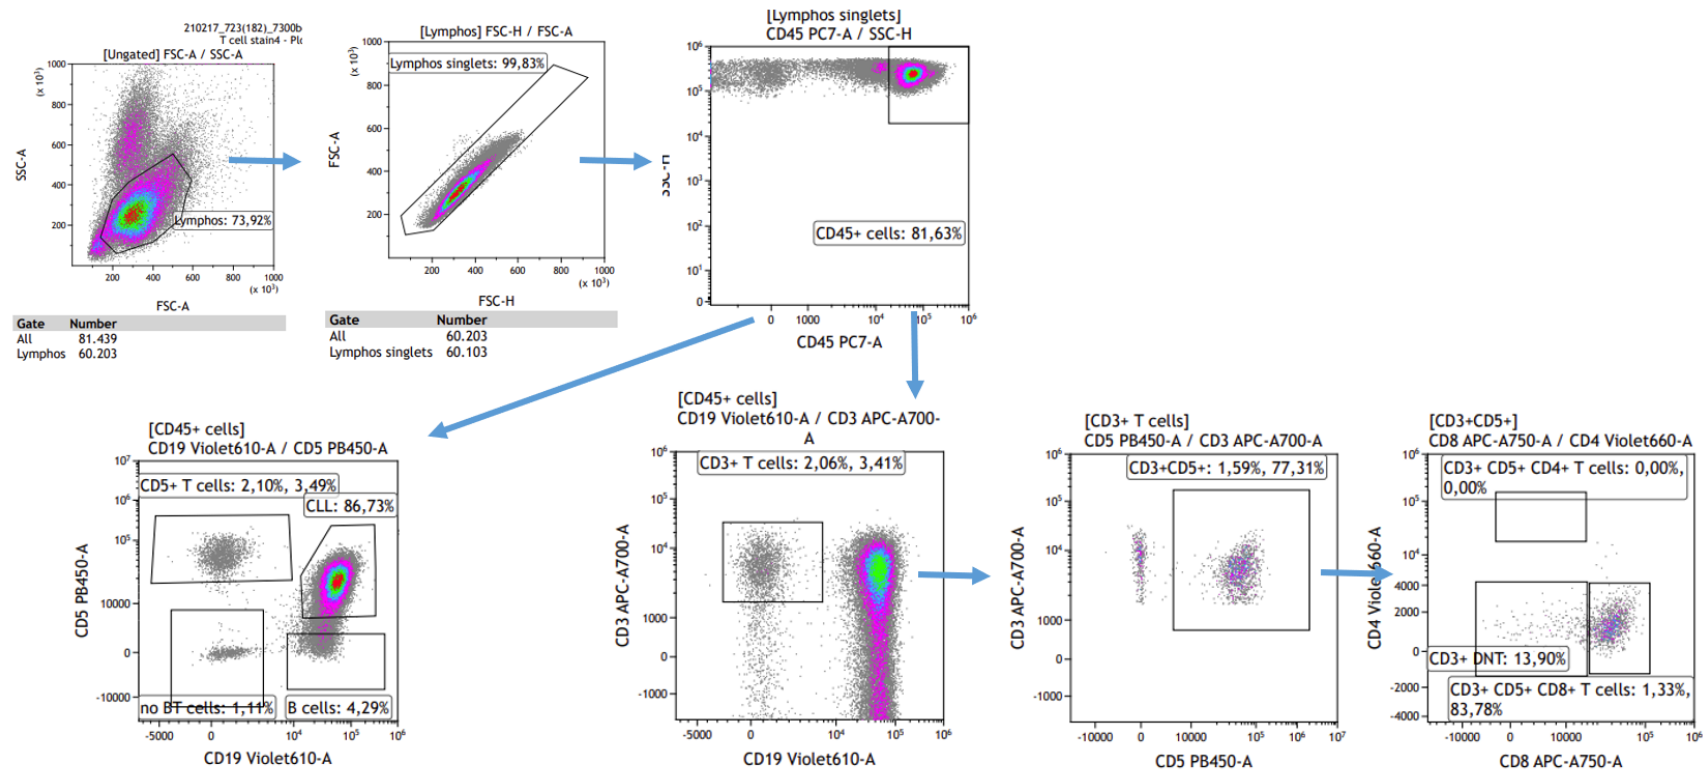 210217_723(182)_7300b
T cell stain4 - Plo
[Ungated] FSC-A / SSC-A
1000
(x 10³)
800
600
400
200
SSC-A
Lymphos: 73,92%
200 400 600 800 1000
(x 10³)
FSC-A
Gate Number
All 81.439
Lymphos 60.203
[Lymphos] FSC-H / FSC-A
1000
(x 10³)
Lymphos singlets: 99,83%
800
600
400
200
FSC-A
200 400 600 800 1000
(x 10³)
FSC-H
Gate Number
All 60.203
Lymphos singlets 60.103
[Lymphos singlets]
CD45 PC7-A / SSC-H
10⁶
10⁵
10⁴
10³
10²
10¹
0
SSC-H
CD45+ cells: 81,63%
0 1000 10⁴ 10⁵ 10⁶
CD45 PC7-A
[CD45+ cells]
CD19 Violet610-A / CD5 PB450-A
10⁷
CD5+ T cells: 2,10%, 3,49%
10⁶
CLL: 86,73%
10⁵
10000
0
-10000
CD5 PB450-A
no BT cells: 1,11%
B cells: 4,29%
-5000 0 10⁴ 10⁵ 10⁶
CD19 Violet610-A
[CD45+ cells]
CD19 Violet610-A / CD3 APC-A700-
A
10⁶
CD3+ T cells: 2,06%, 3,41%
10⁵
10⁴
1000
0
-1000
CD3 APC-A700-A
-5000 0 10⁴ 10⁵ 10⁶
CD19 Violet610-A
[CD3+ T cells]
CD5 PB450-A / CD3 APC-A700-A
10⁶
CD3+CD5+: 1,59%, 77,31%
10⁵
10⁴
1000
0
-1000
CD3 APC-A700-A
-10000 0 10000 10⁵ 10⁶ 10⁷
CD5 PB450-A
[CD3+CD5+]
CD8 APC-A750-A / CD4 Violet660-A
10⁶
CD3+ CD5+ CD4+ T cells: 0,00%,
0,00%
10⁵
10⁴
4000
2000
0
-2000
-4000
CD4 Violet660-A
CD3+ DNT: 13,90%
CD3+ CD5+ CD8+ T cells: 1,33%,
83,78%
-10000 0 10000 10⁵ 10⁶
CD8 APC-A750-A